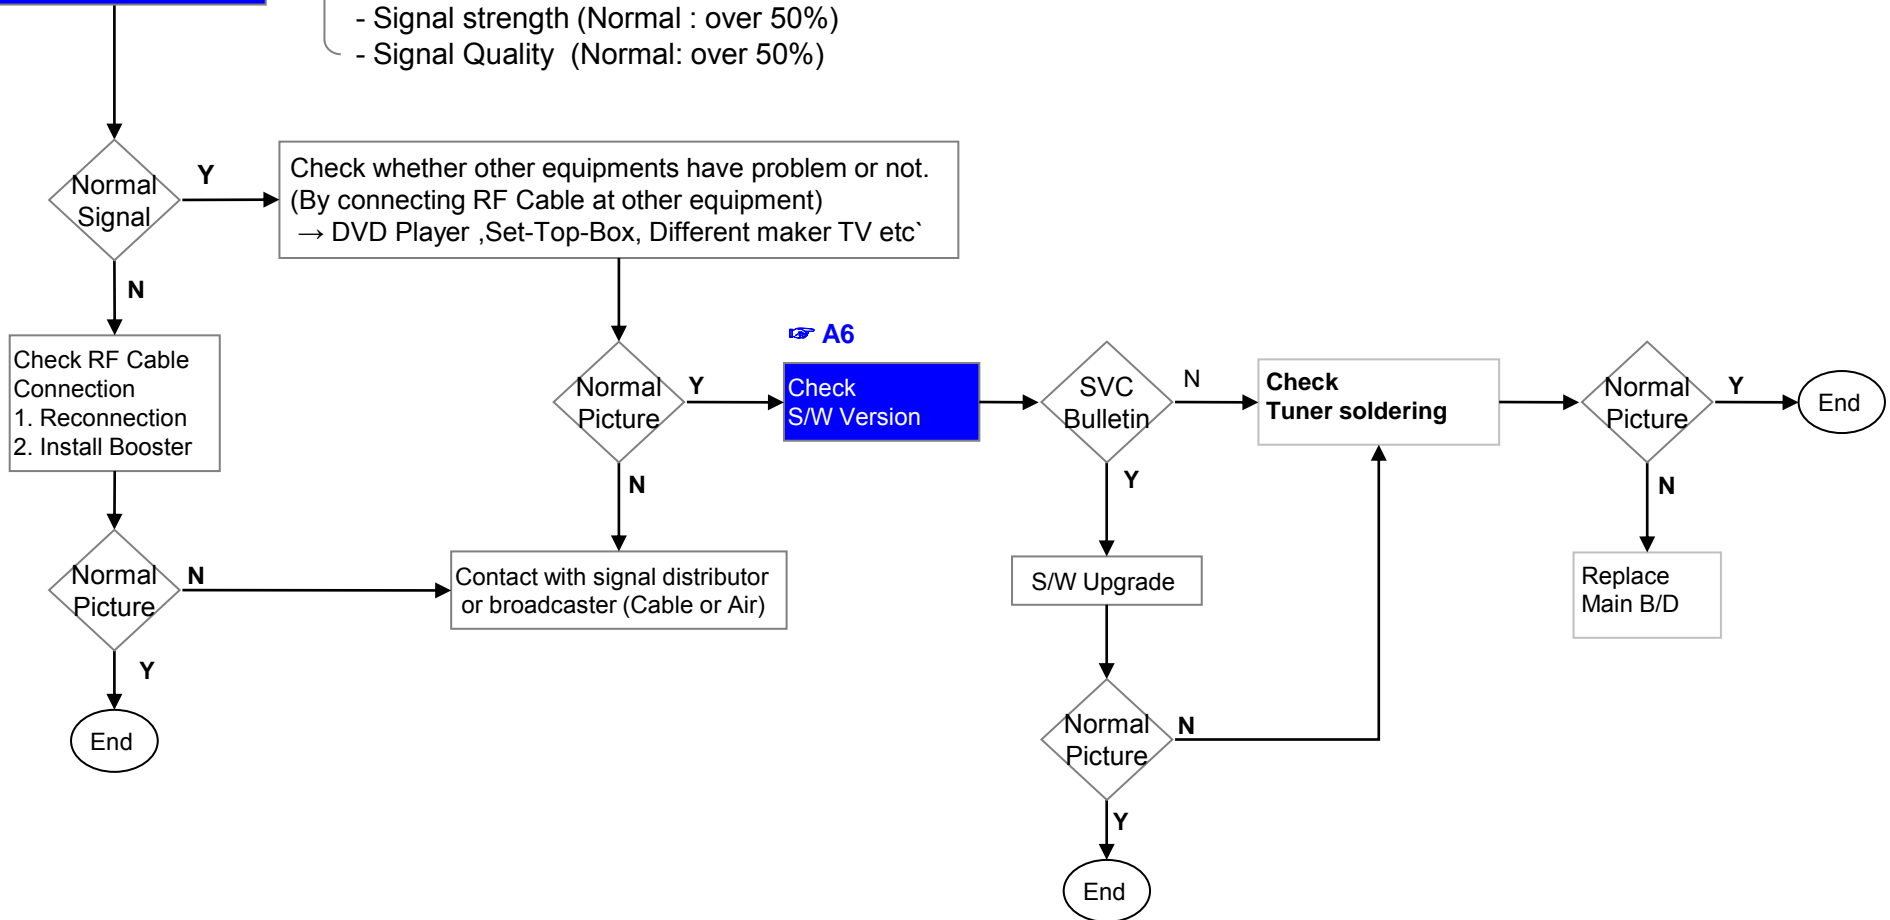 - Signal strength (Normal : over 50%)
- Signal Quality  (Normal: over 50%)
Normal
Signal
Y
Check whether other equipments have problem or not.
(By connecting RF Cable at other equipment)
→ DVD Player ,Set-Top-Box, Different maker TV etc`
N
Check RF Cable
Connection
1. Reconnection
2. Install Booster
Normal
Picture
N
Y
End
Normal
Picture
Y
N
Contact with signal distributor
or broadcaster (Cable or Air)
☞ A6
Check
S/W Version
SVC
Bulletin
N
Y
S/W Upgrade
Normal
Picture
N
Y
End
Check
Tuner soldering
Normal
Picture
Y
End
N
Replace
Main B/D